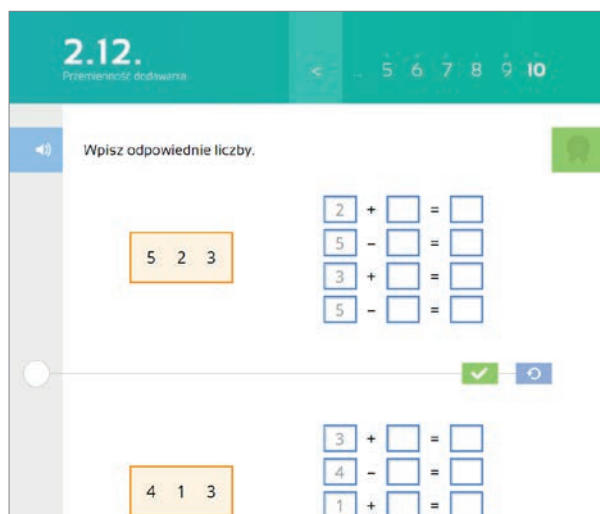 2.12.
Przemienność dodawania
< ... 5 6 7 8 9 10
Wpisz odpowiednie liczby.
5 2 3
2 + =
5 - =
3 + =
5 - =
4 1 3
3 + =
4 - =
1 + =